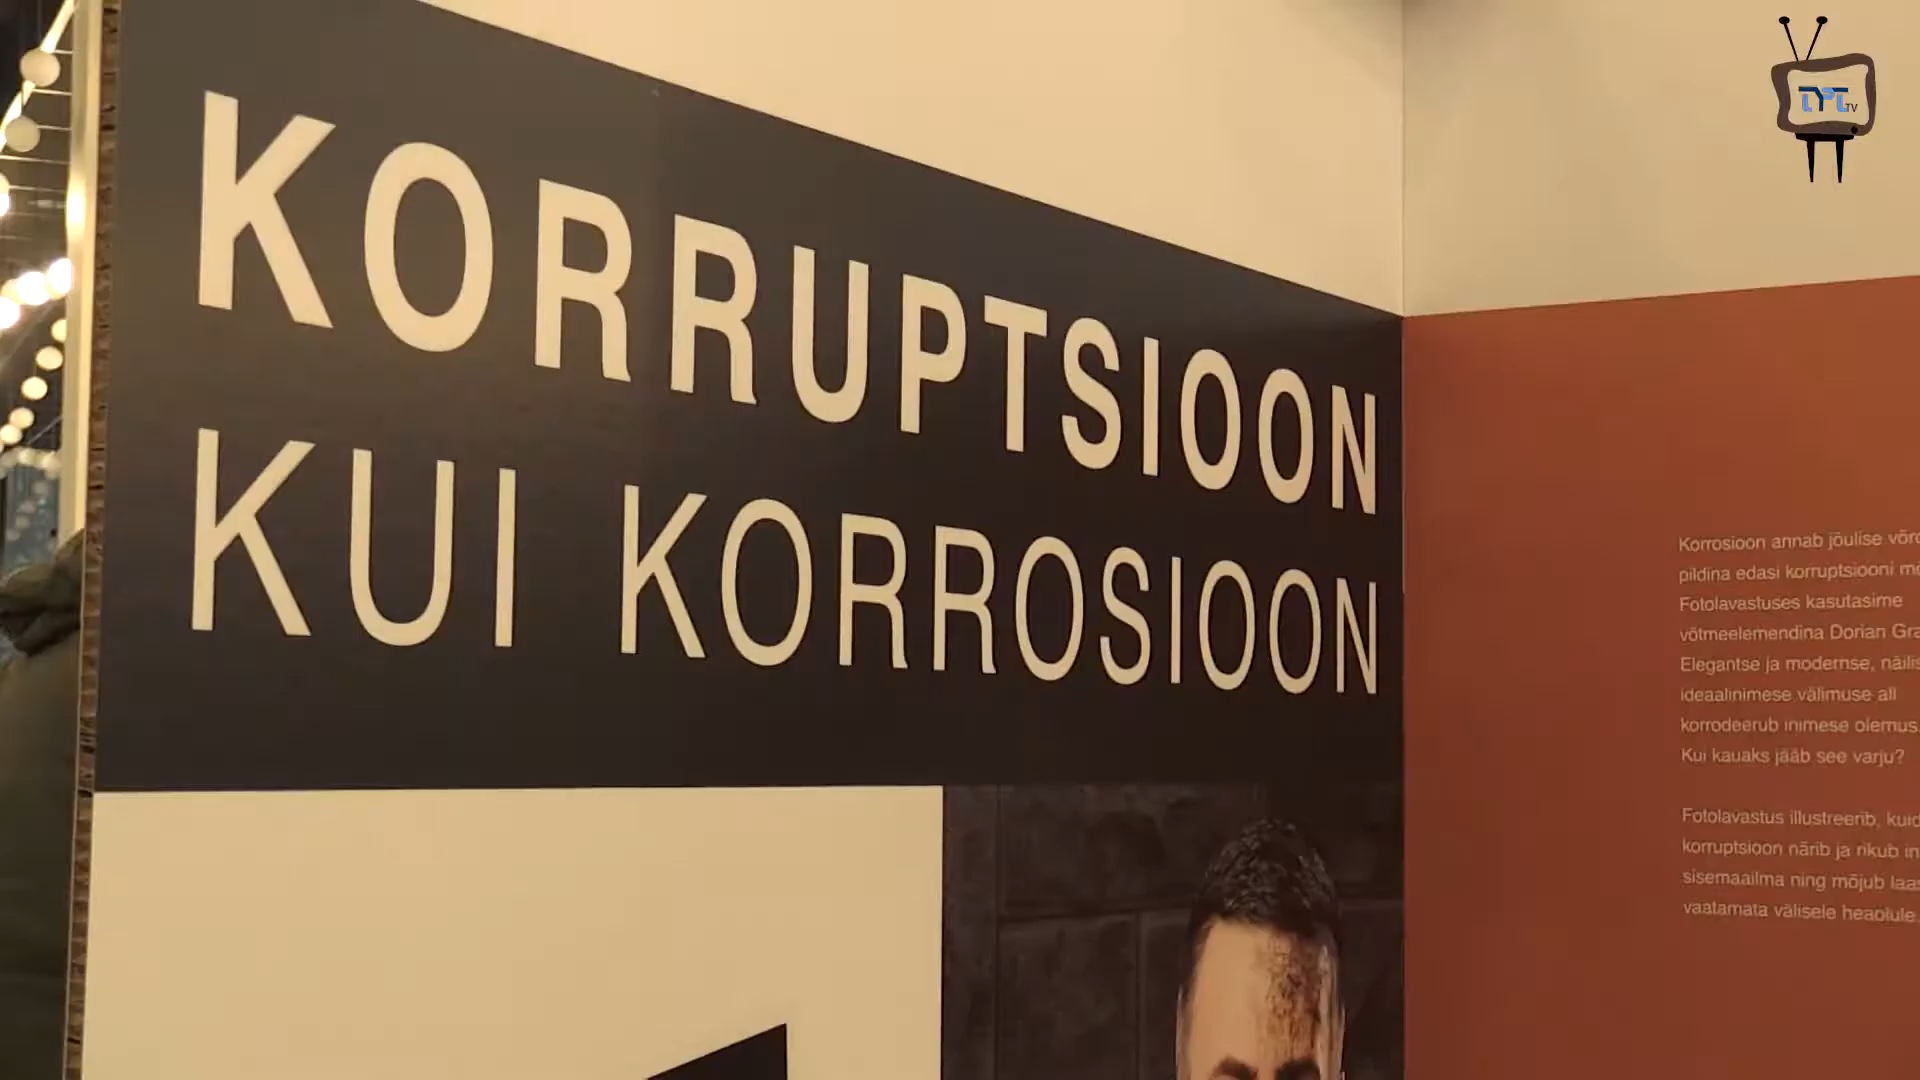 KORRUPTSIOON
KUI KORROSIOON
Korrosioon annab jõulise
pildina edasi korruptsiooni
Fotolavastuses kasutasime
võtmeelemendina Dorian
Elegantse ja modernse,
ideaalinimese välimuse all
korrodeerub inimese olemus.
Kui kauaks jääb see varju?
Fotolavastus illustreerib,
korruptsioon närib ja rikub
sisemaailma ning mõjub
vaatamata välisele heaolule.
TV